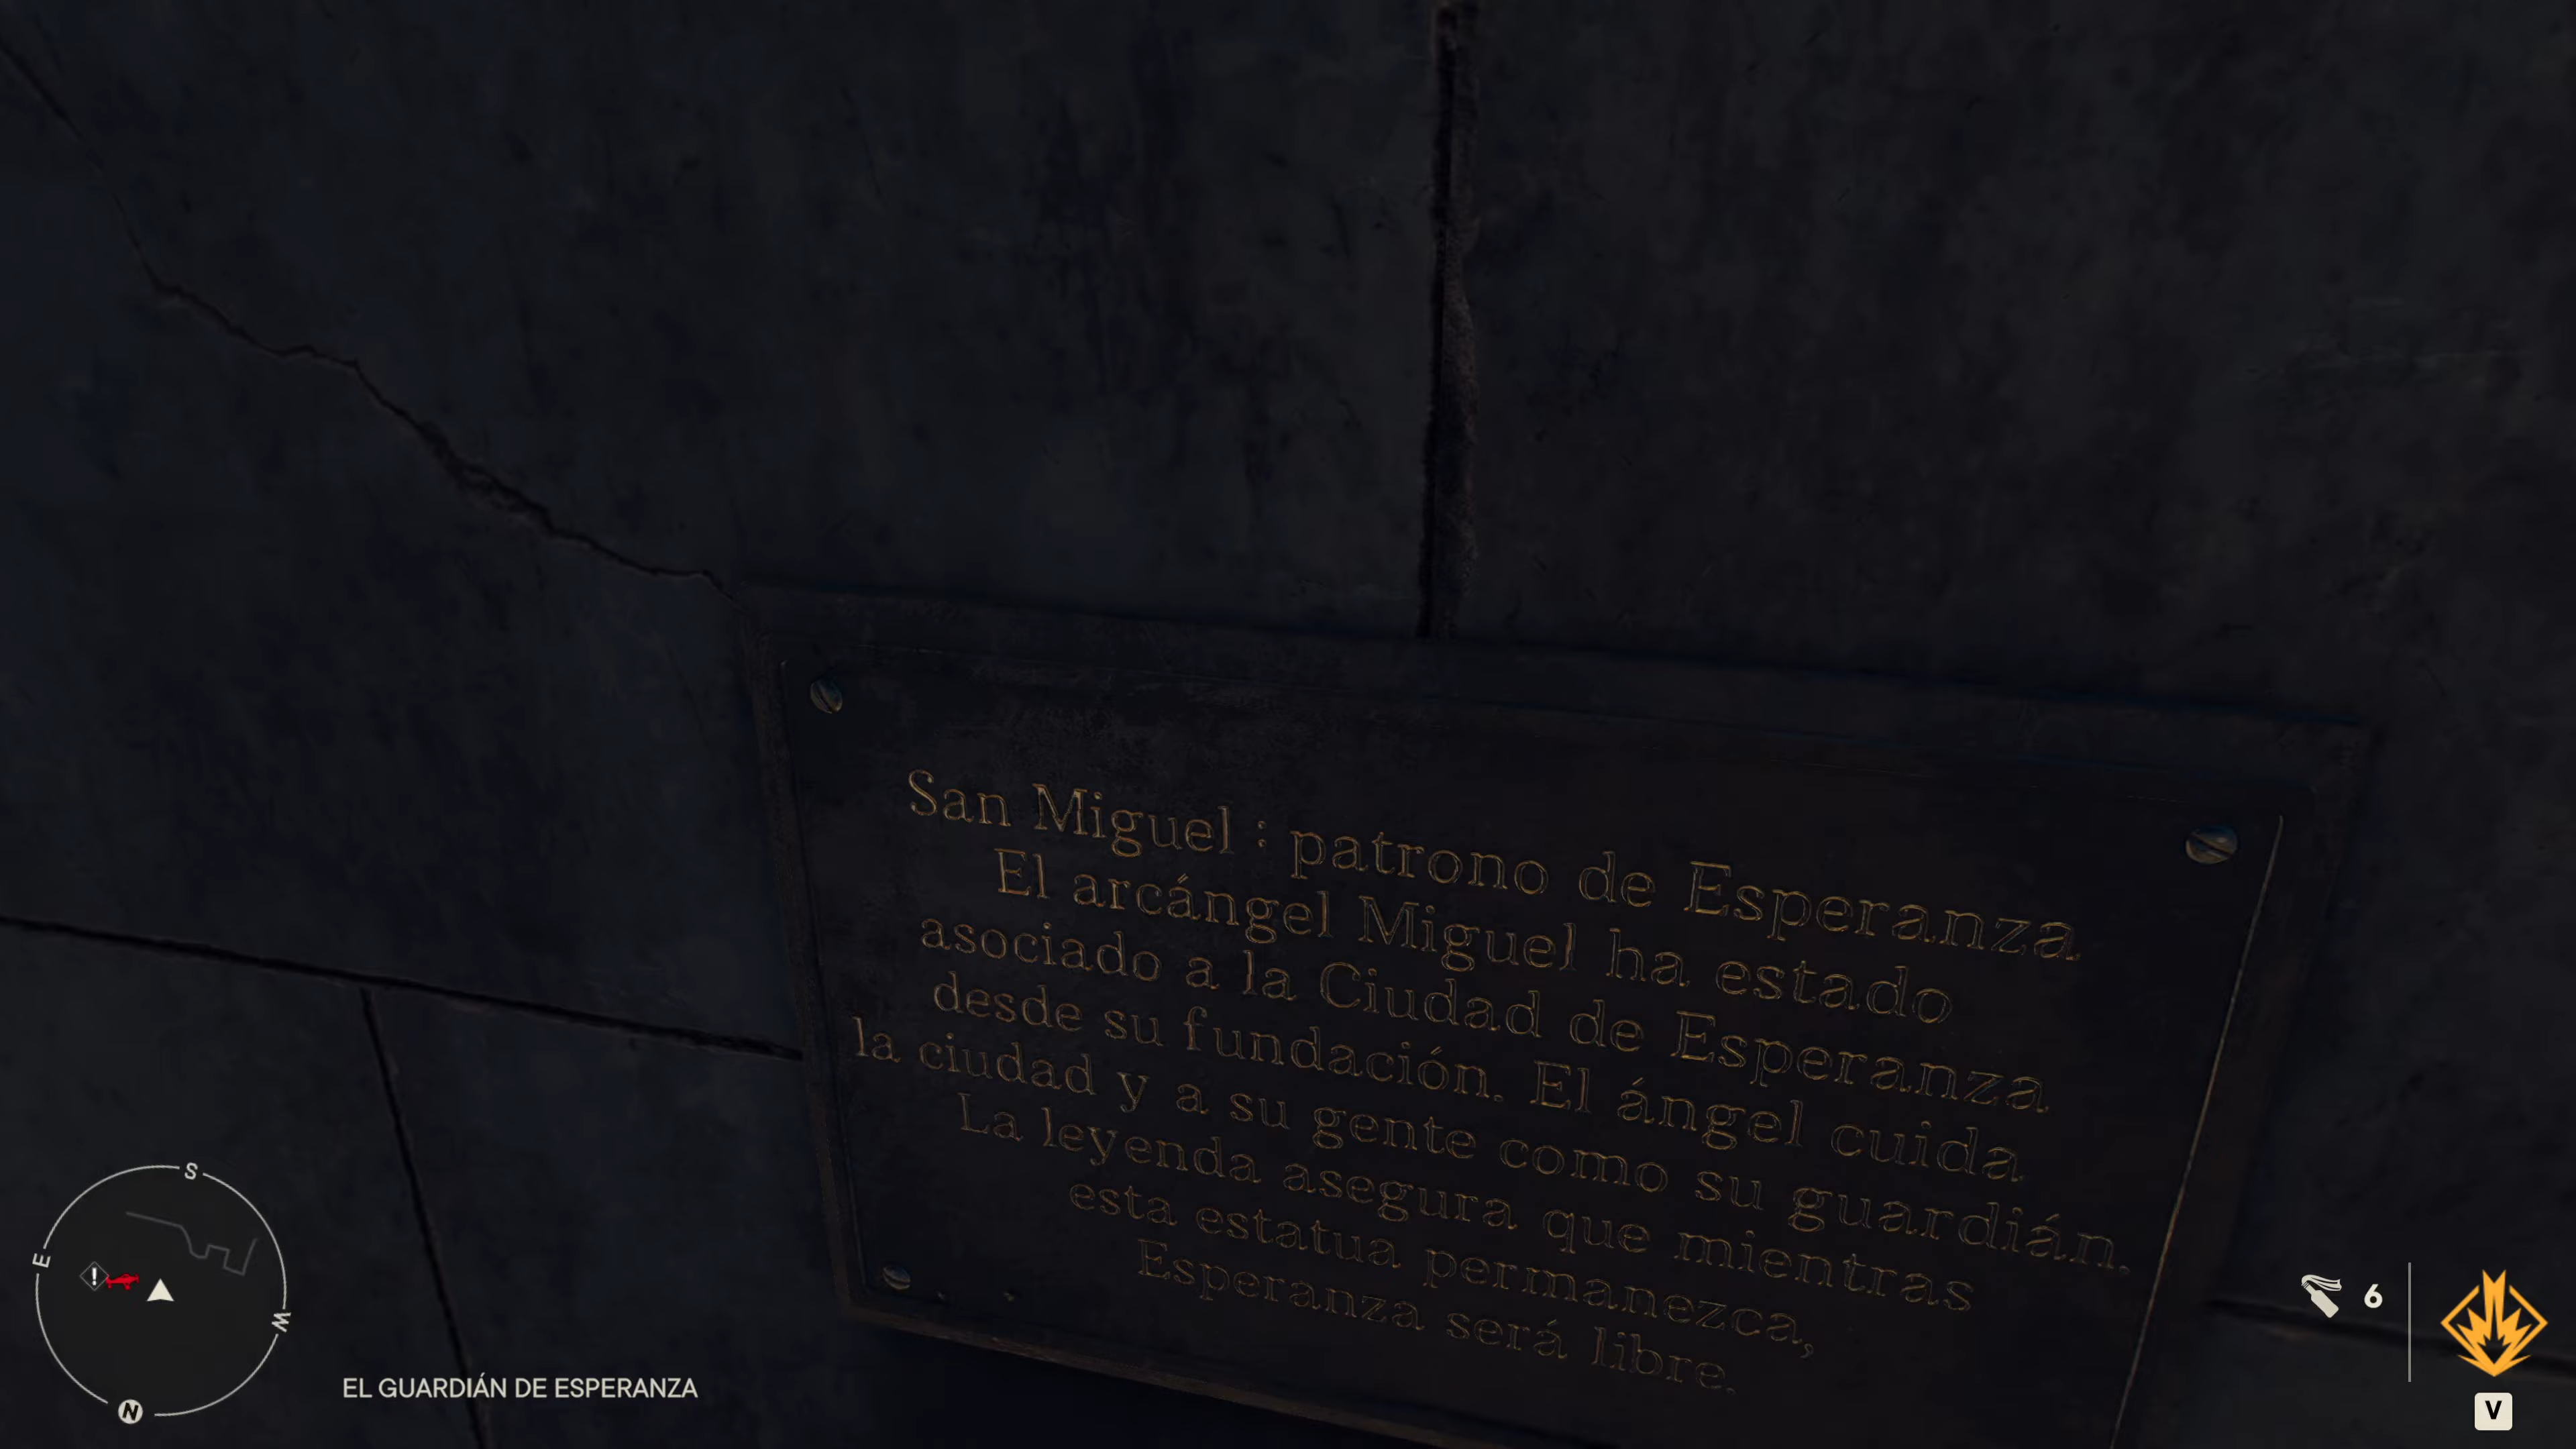 San Miguel : patrono de Esperanza
El arcángel Miguel ha estado
asociado a la Ciudad de Esperanza
desde su fundación. El ángel cuida
la ciudad y a su gente como su guardián.
La leyenda asegura que mientras
esta estatua permanezca,
Esperanza será libre.
S
E
!
W
N
EL GUARDIÁN DE ESPERANZA
6
V